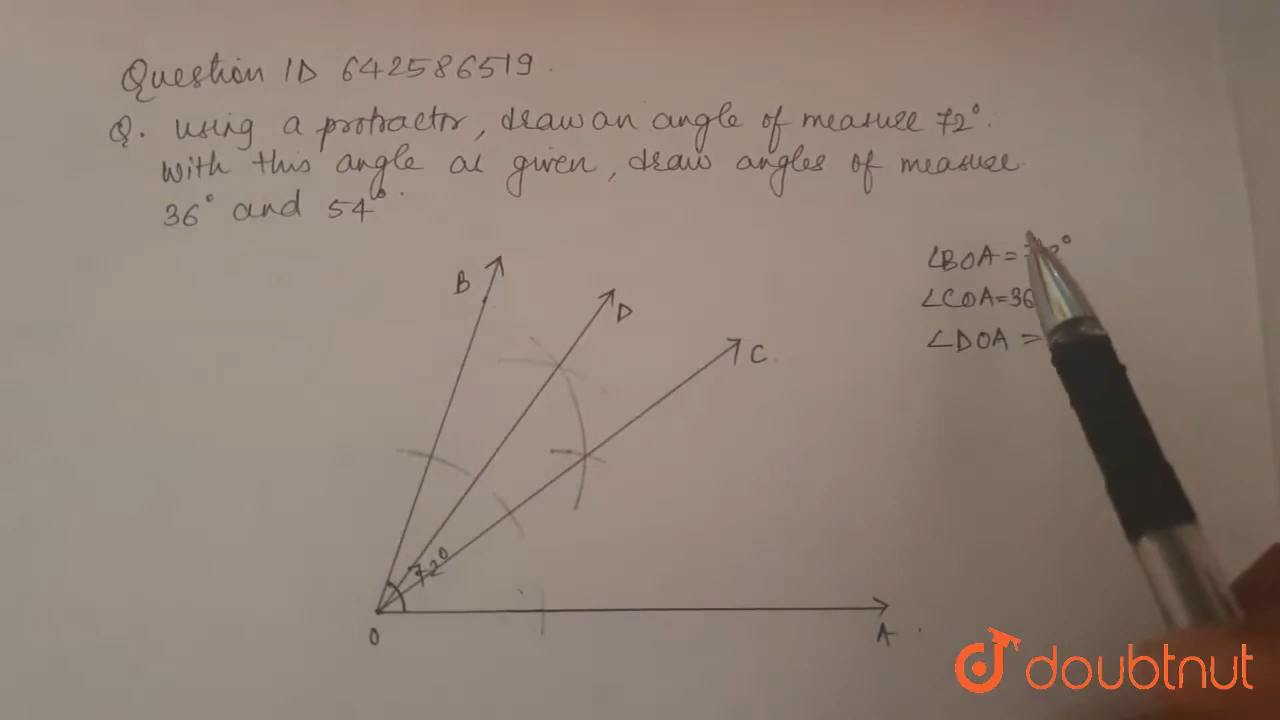 Question ID 642586519.
Q. using a protractor, draw an angle of measure 72°.
with this angle as given, draw angles of measure
36° and 54°.
∠BOA =
∠COA=36
∠DOA =
B
D
C
72°
O
A
doubtnut